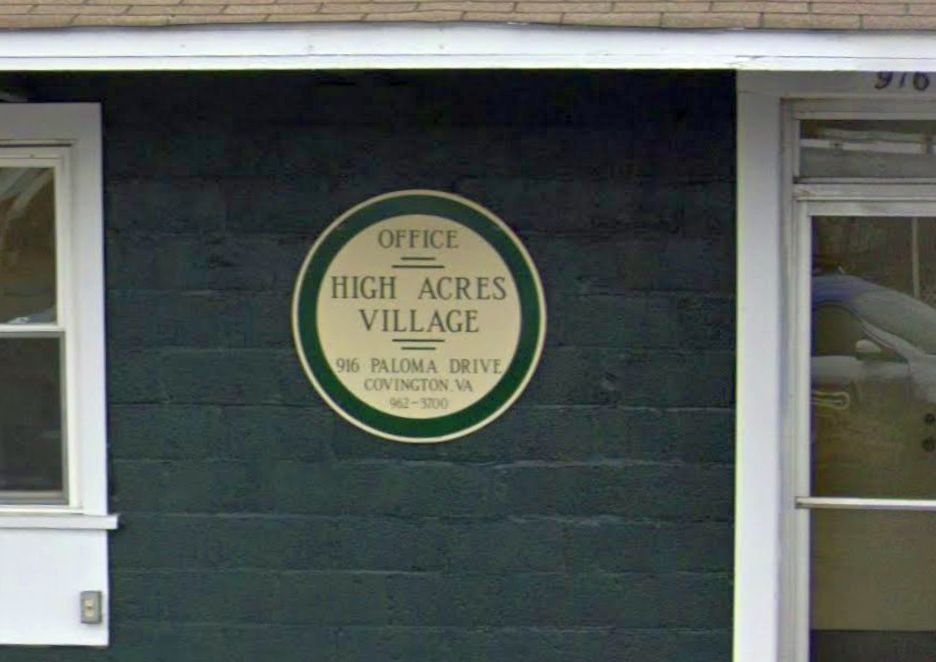 916
OFFICE
HIGH ACRES
VILLAGE
916 PALOMA DRIVE
COVINGTON, VA
962-3700